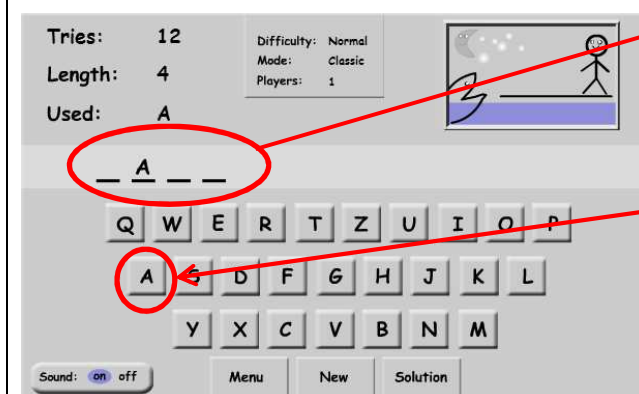 Tries: 12
Length: 4
Used: A
Difficulty: Normal
Mode: Classic
Players: 1
_ A _ _
Q W E R T Z U I O P
A S D F G H J K L
Y X C V B N M
Sound: on off
Menu New Solution